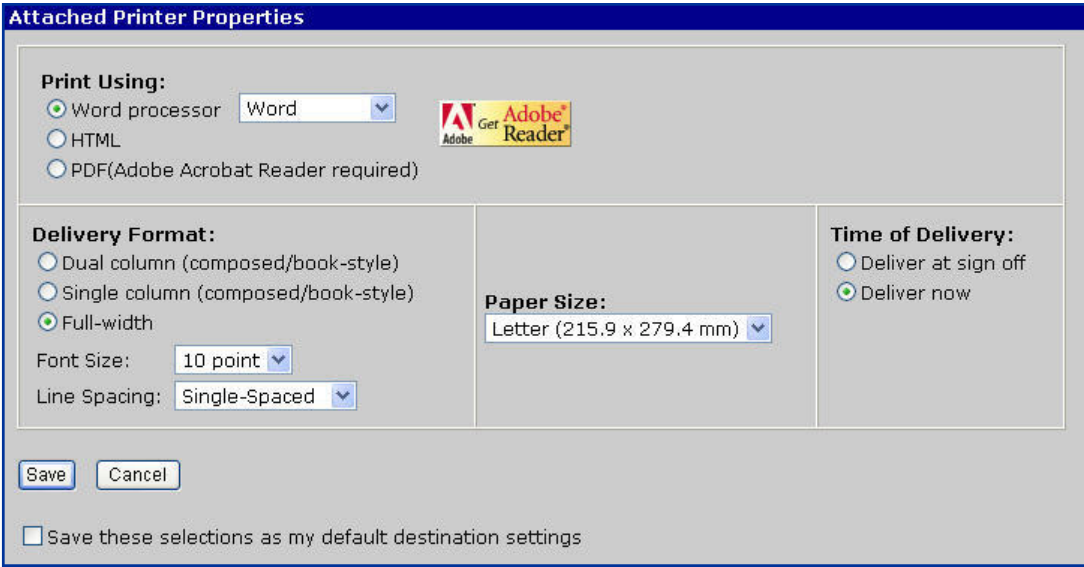 Attached Printer Properties
Print Using:
Word processor Word
HTML
PDF(Adobe Acrobat Reader required)
Adobe
Get Adobe® Reader®
Delivery Format:
Dual column (composed/book-style)
Single column (composed/book-style)
Full-width
Font Size: 10 point
Line Spacing: Single-Spaced
Paper Size:
Letter (215.9 x 279.4 mm)
Time of Delivery:
Deliver at sign off
Deliver now
Save Cancel
Save these selections as my default destination settings